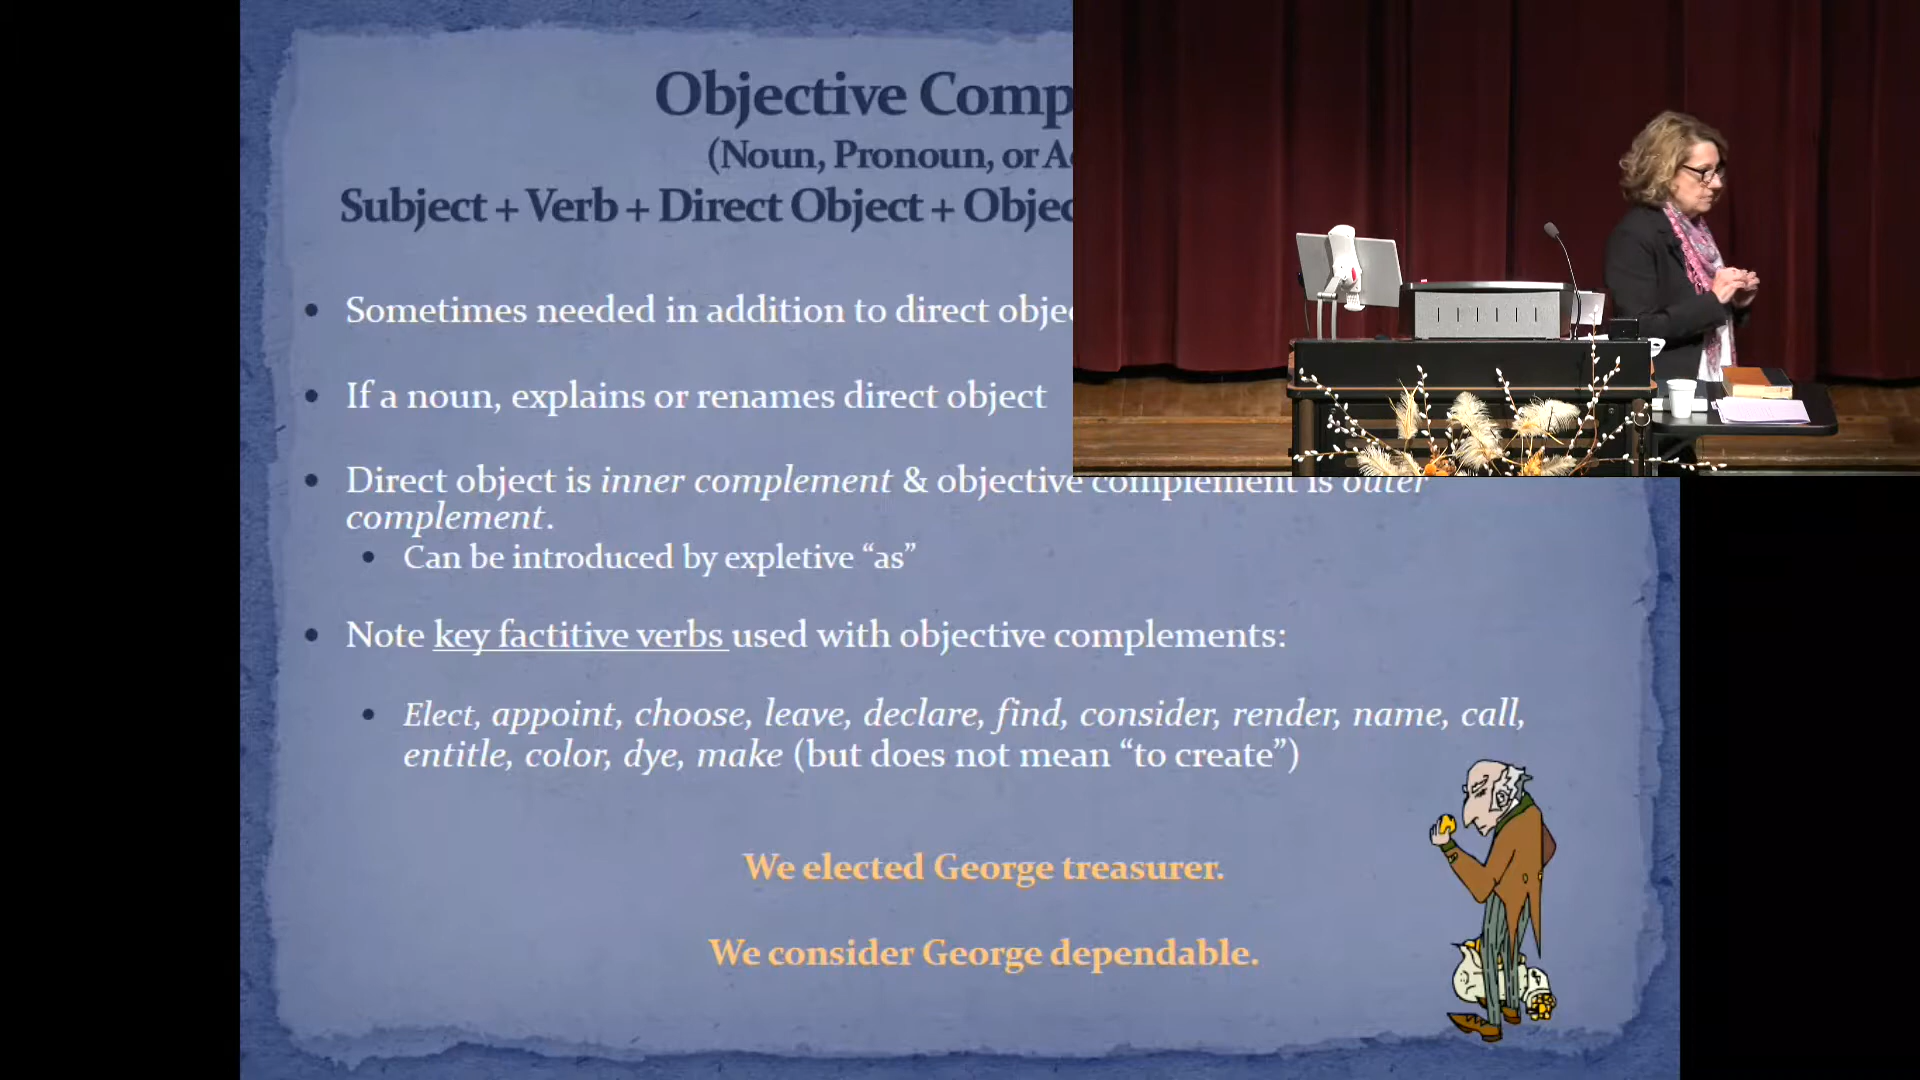 Objective Comp
(Noun, Pronoun, or A
Subject + Verb + Direct Object + Objec
Sometimes needed in addition to direct objec
If a noun, explains or renames direct object
Direct object is inner complement & objective complement is outer
complement.
Can be introduced by expletive “as”
Note key factitive verbs used with objective complements:
Elect, appoint, choose, leave, declare, find, consider, render, name, call,
entitle, color, dye, make (but does not mean “to create”)
We elected George treasurer.
We consider George dependable.